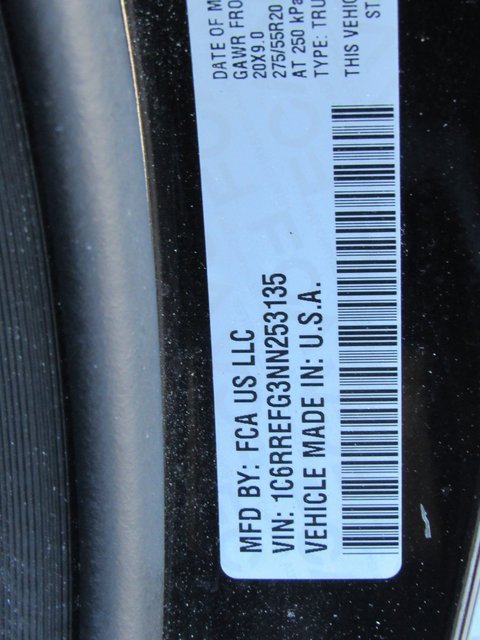 MFD BY: FCA US LLC
VIN: 1C6RREFG3NN253135
VEHICLE MADE IN: U.S.A.
DATE OF M
GAWR FRO
20X9.0
275/55R20
AT 250 kPa
TYPE: TRU
THIS VEHIC
ST